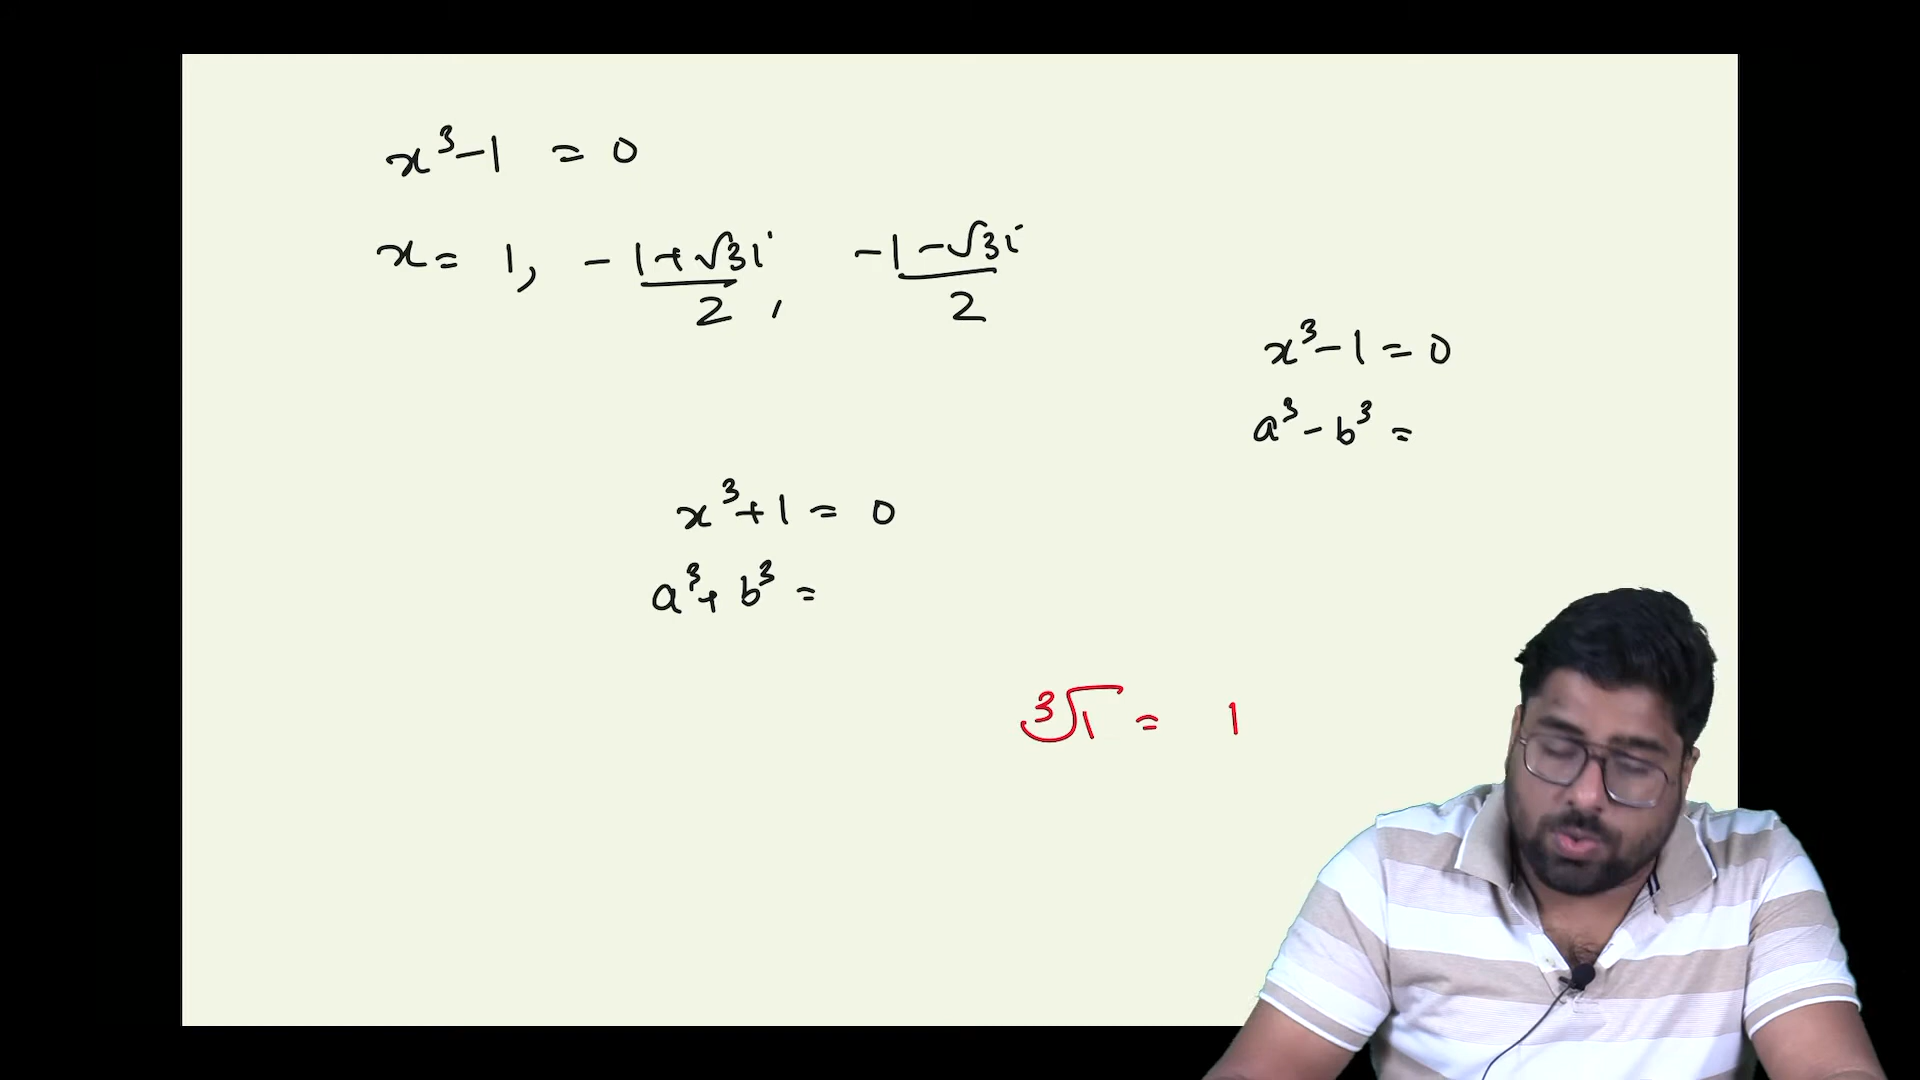 x³-1 = 0
x = 1, -1+√3i/2, -1-√3i/2
x³-1=0
a³-b³ =
x³+1 = 0
a³+b³ =
³√1 = 1